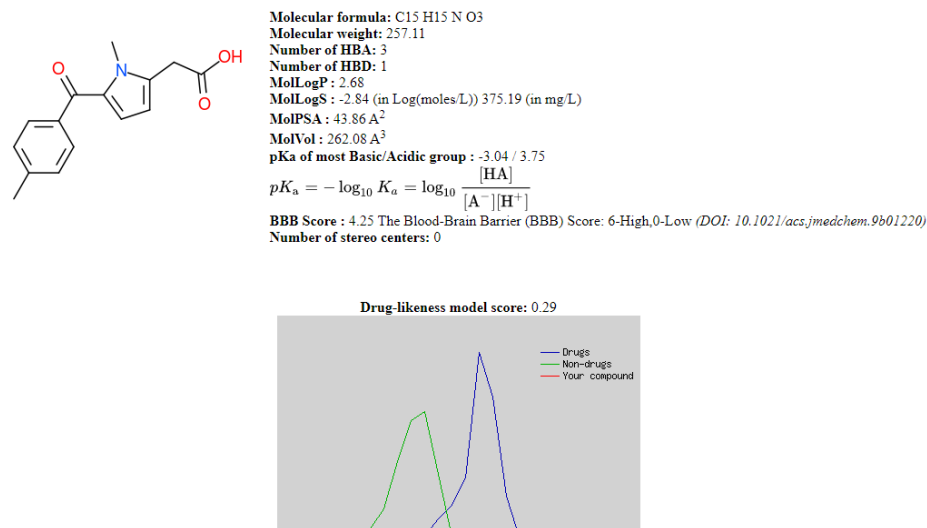 Molecular formula: C15 H15 N O3
Molecular weight: 257.11
Number of HBA: 3
Number of HBD: 1
MolLogP : 2.68
MolLogS : -2.84 (in Log(moles/L)) 375.19 (in mg/L)
MolPSA : 43.86 A²
MolVol : 262.08 A³
pKa of most Basic/Acidic group : -3.04 / 3.75
pKₐ = − log₁₀ Kₐ = log₁₀ [HA] / [A⁻][H⁺]
BBB Score : 4.25 The Blood-Brain Barrier (BBB) Score: 6-High,0-Low (DOI: 10.1021/acs.jmedchem.9b01220)
Number of stereo centers: 0
O
N
OH
O
Drug-likeness model score: 0.29
Drugs
Non-drugs
Your compound